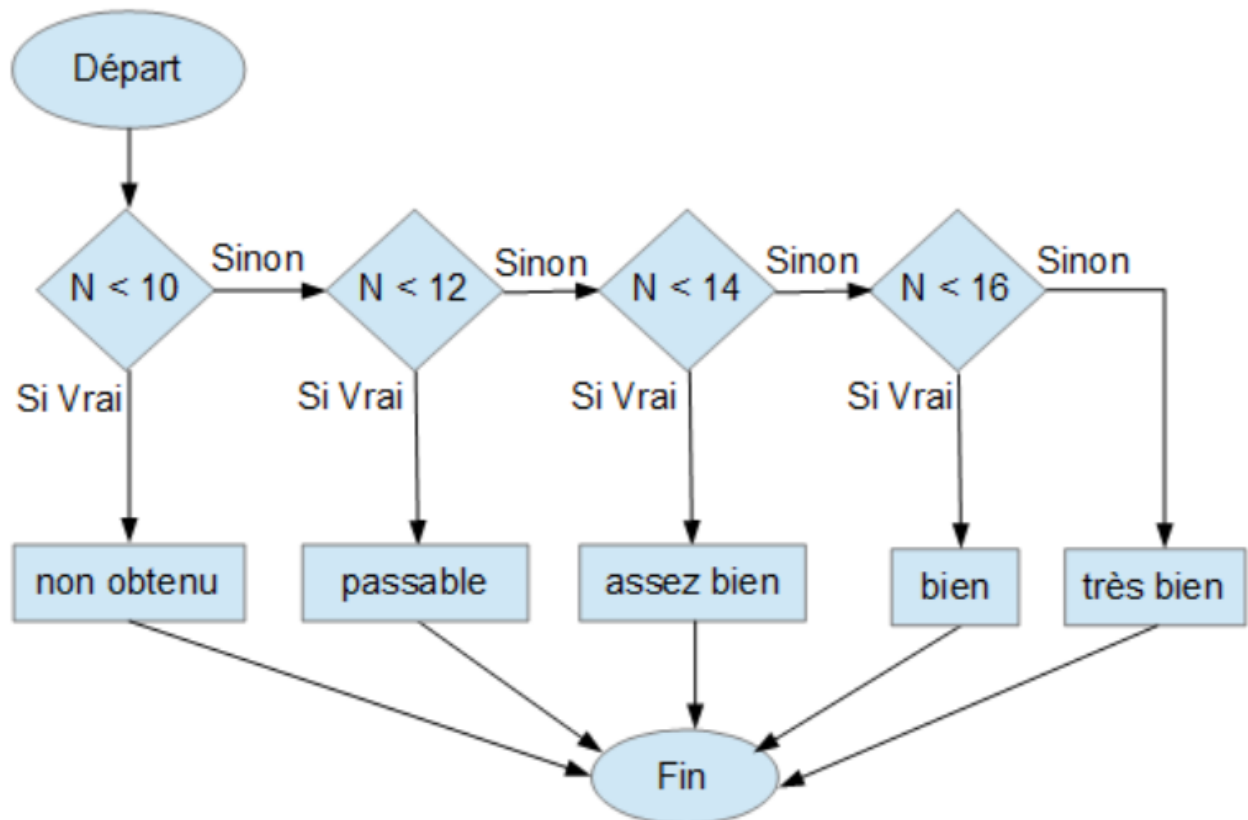 Départ
N < 10
Sinon
N < 12
Sinon
N < 14
Sinon
N < 16
Sinon
Si Vrai
Si Vrai
Si Vrai
Si Vrai
non obtenu
passable
assez bien
bien
très bien
Fin